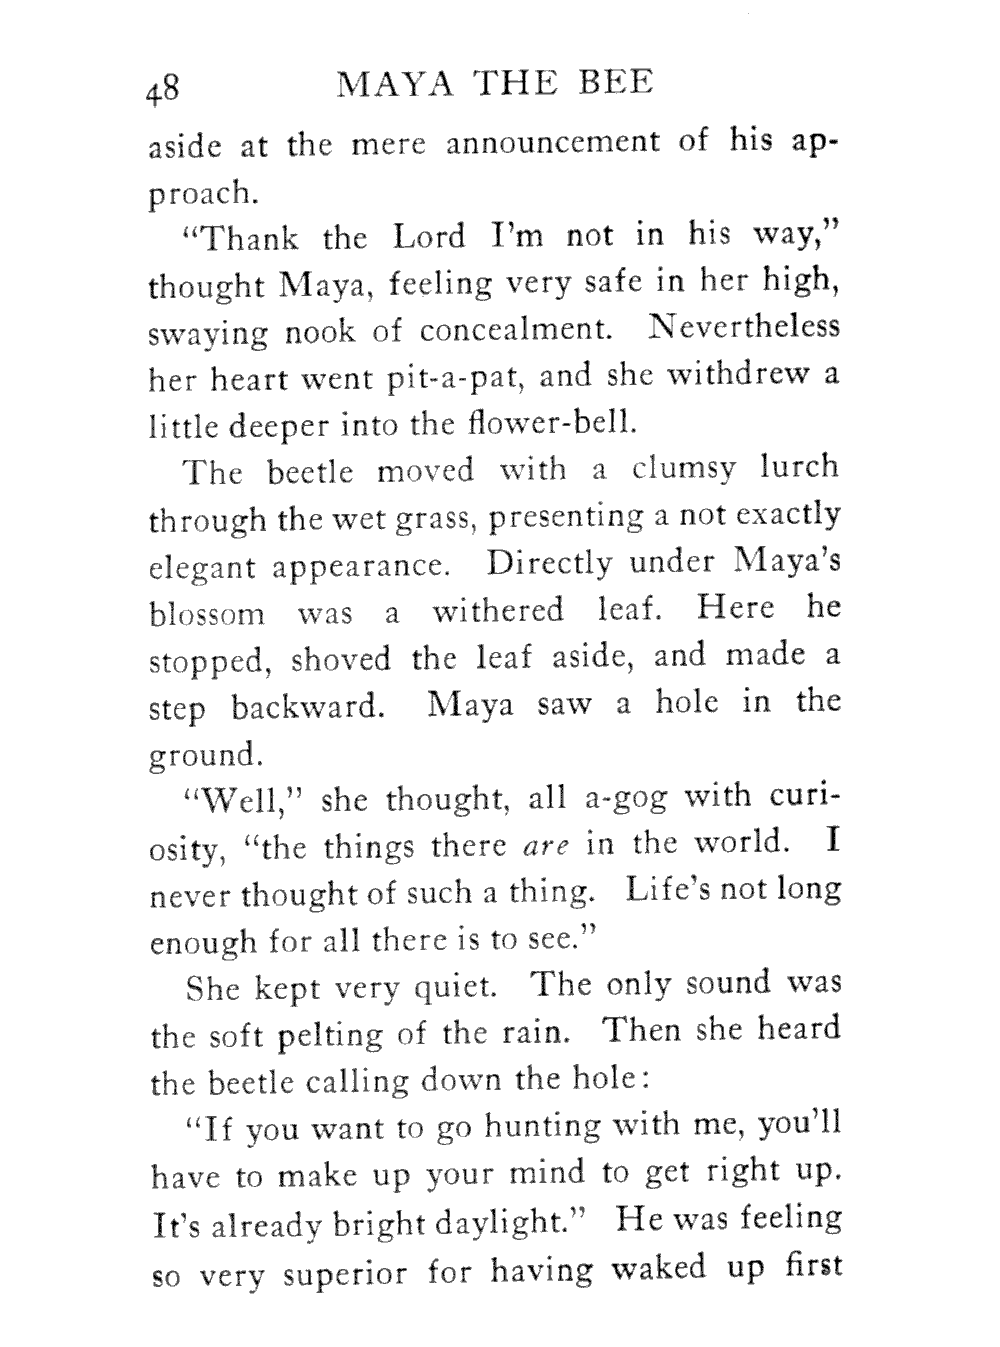 48 MAYA THE BEE
aside at the mere announcement of his ap-
proach.
“Thank the Lord I’m not in his way,”
thought Maya, feeling very safe in her high,
swaying nook of concealment. Nevertheless
her heart went pit-a-pat, and she withdrew a
little deeper into the flower-bell.
The beetle moved with a clumsy lurch
through the wet grass, presenting a not exactly
elegant appearance. Directly under Maya’s
blossom was a withered leaf. Here he
stopped, shoved the leaf aside, and made a
step backward. Maya saw a hole in the
ground.
“Well,” she thought, all a-gog with curi-
osity, “the things there are in the world. I
never thought of such a thing. Life’s not long
enough for all there is to see.”
She kept very quiet. The only sound was
the soft pelting of the rain. Then she heard
the beetle calling down the hole:
“If you want to go hunting with me, you’ll
have to make up your mind to get right up.
It’s already bright daylight.” He was feeling
so very superior for having waked up first